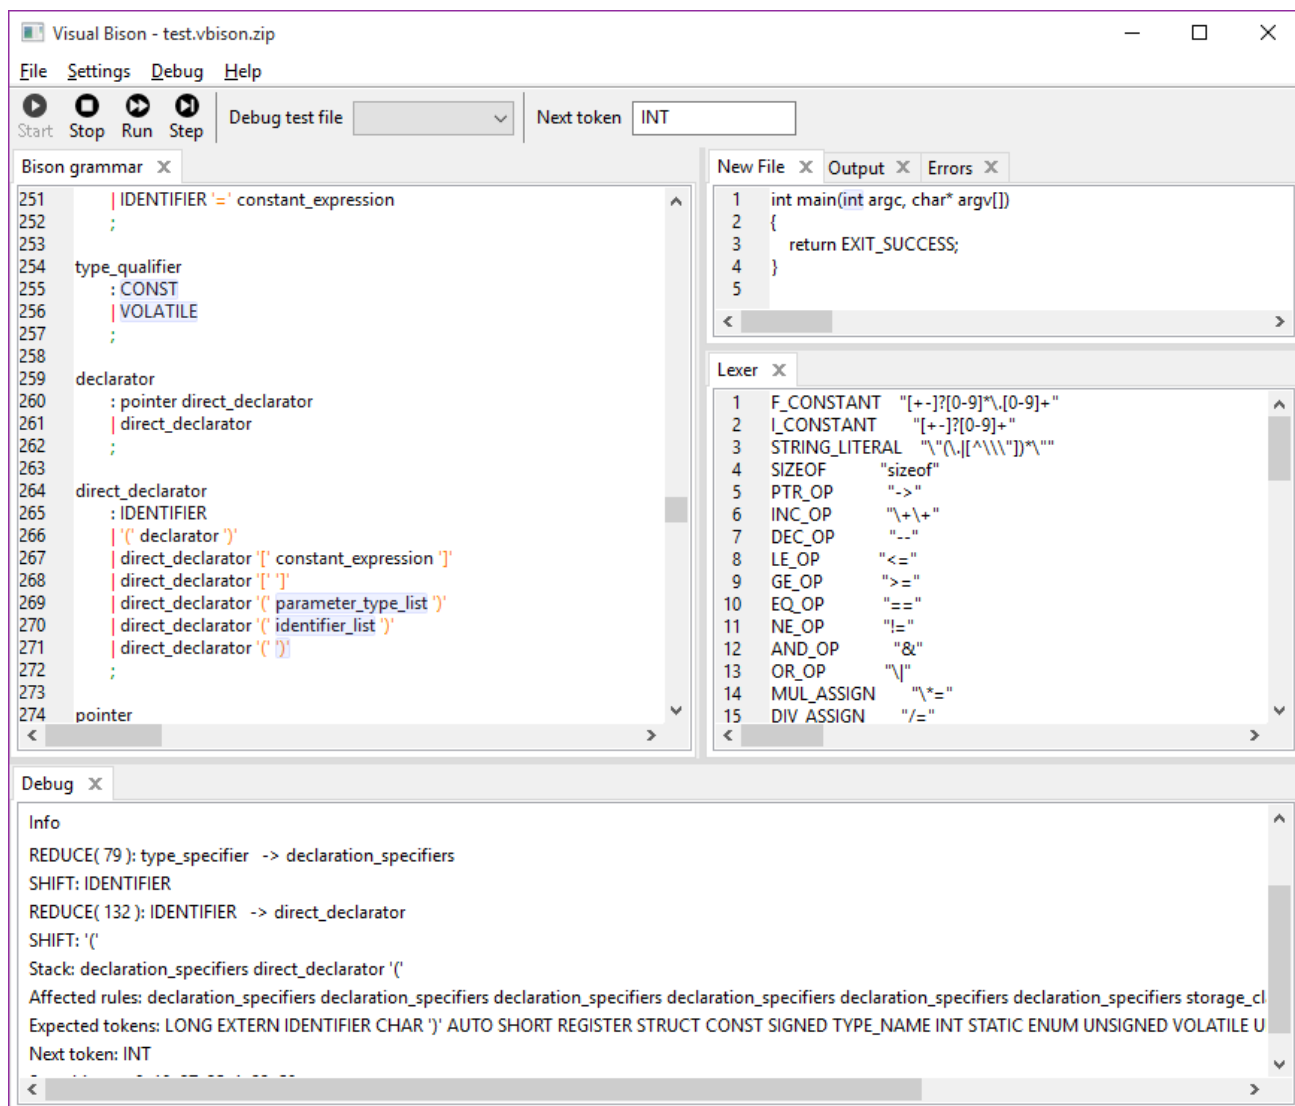 Visual Bison - test.vbison.zip
File Settings Debug Help
Start Stop Run Step Debug test file Next token INT
Bison grammar
251 | IDENTIFIER '=' constant_expression
252 ;
253
254 type_qualifier
255 : CONST
256 | VOLATILE
257 ;
258
259 declarator
260 : pointer direct_declarator
261 | direct_declarator
262 ;
263
264 direct_declarator
265 : IDENTIFIER
266 | '(' declarator ')'
267 | direct_declarator '[' constant_expression ']'
268 | direct_declarator '[' ']'
269 | direct_declarator '(' parameter_type_list ')'
270 | direct_declarator '(' identifier_list ')'
271 | direct_declarator '(' ')'
272 ;
273
274 pointer
New File Output Errors
1 int main(int argc, char* argv[])
2 {
3 return EXIT_SUCCESS;
4 }
5
Lexer
1 F_CONSTANT "[+-]?[0-9]*\.[0-9]+"
2 I_CONSTANT "[+-]?[0-9]+"
3 STRING_LITERAL "\"(\.|[^\\\"])*\""
4 SIZEOF "sizeof"
5 PTR_OP "->"
6 INC_OP "\+\+"
7 DEC_OP "--"
8 LE_OP "<="
9 GE_OP ">="
10 EQ_OP "=="
11 NE_OP "!="
12 AND_OP "&"
13 OR_OP "\|"
14 MUL_ASSIGN "\*="
15 DIV_ASSIGN "/="
Debug
Info
REDUCE( 79 ): type_specifier -> declaration_specifiers
SHIFT: IDENTIFIER
REDUCE( 132 ): IDENTIFIER -> direct_declarator
SHIFT: '('
Stack: declaration_specifiers direct_declarator '('
Affected rules: declaration_specifiers declaration_specifiers declaration_specifiers declaration_specifiers declaration_specifiers declaration_specifiers storage_cl
Expected tokens: LONG EXTERN IDENTIFIER CHAR ')' AUTO SHORT REGISTER STRUCT CONST SIGNED TYPE_NAME INT STATIC ENUM UNSIGNED VOLATILE U
Next token: INT